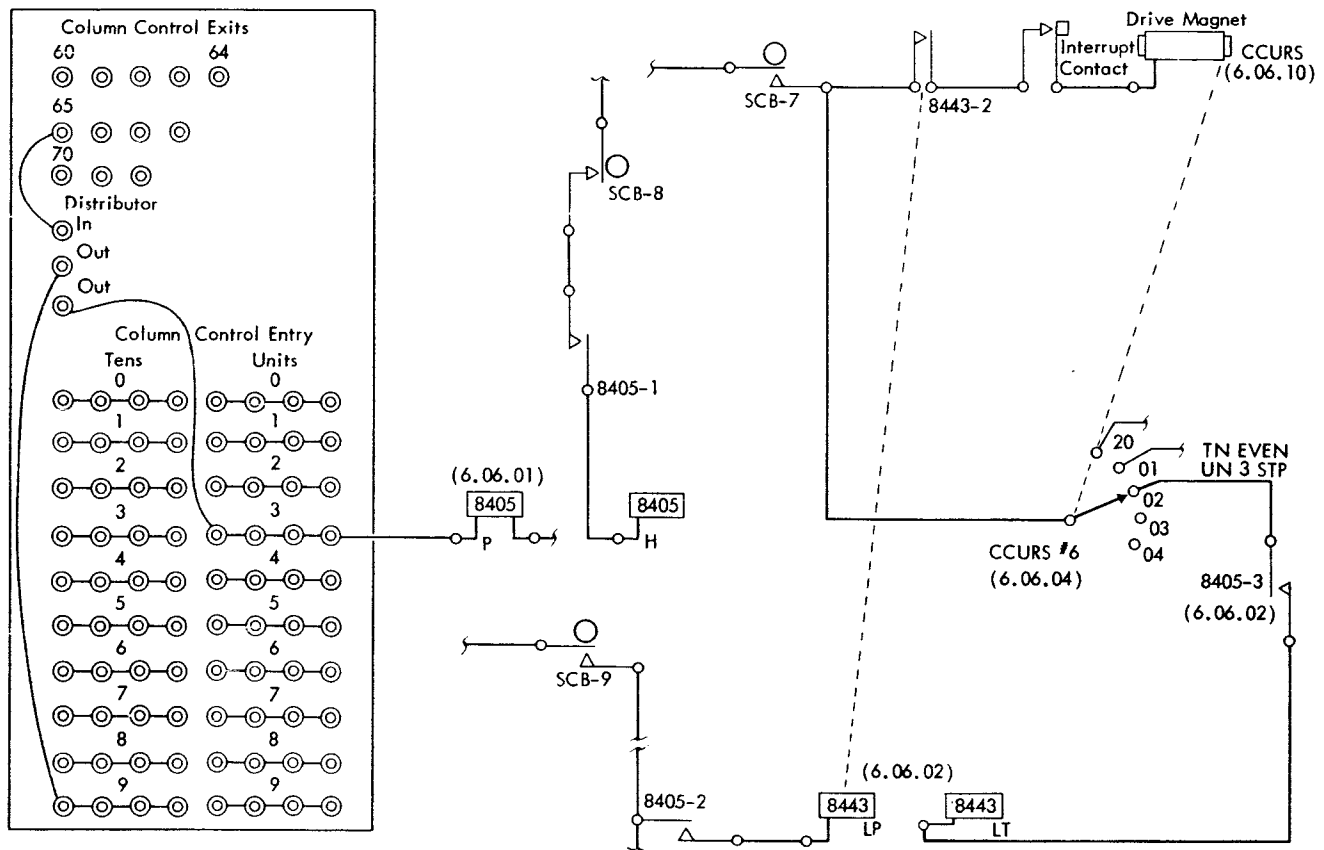 Column Control Exits
60 64
65
70
Distributor
In
Out
Out
Column Control Entry
Tens Units
0 0
1 1
2 2
3 3
4 4
5 5
6 6
7 7
8 8
9 9
(6.06.01)
8405
P
8405
H
8405-1
SCB-8
SCB-7
8443-2
Interrupt
Contact
Drive Magnet
CCURS
(6.06.10)
20
01
02
03
04
TN EVEN
UN 3 STP
CCURS #6
(6.06.04)
8405-3
(6.06.02)
SCB-9
8405-2
(6.06.02)
8443
LP
8443
LT